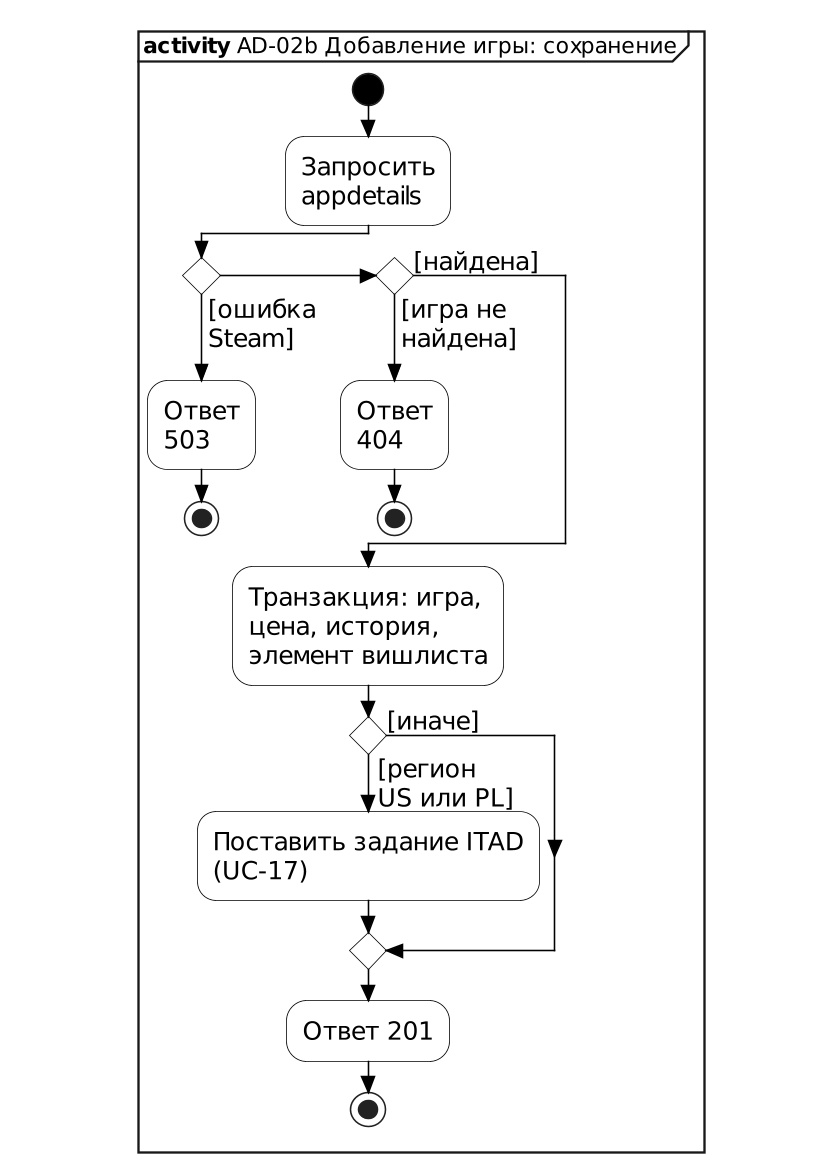 activity AD-02b Добавление игры: сохранение
Запросить
appdetails
[найдена]
[ошибка
Steam]
[игра не
найдена]
Ответ
503
Ответ
404
Транзакция: игра,
цена, история,
элемент вишлиста
[иначе]
[регион
US или PL]
Поставить задание ITAD
(UC-17)
Ответ 201